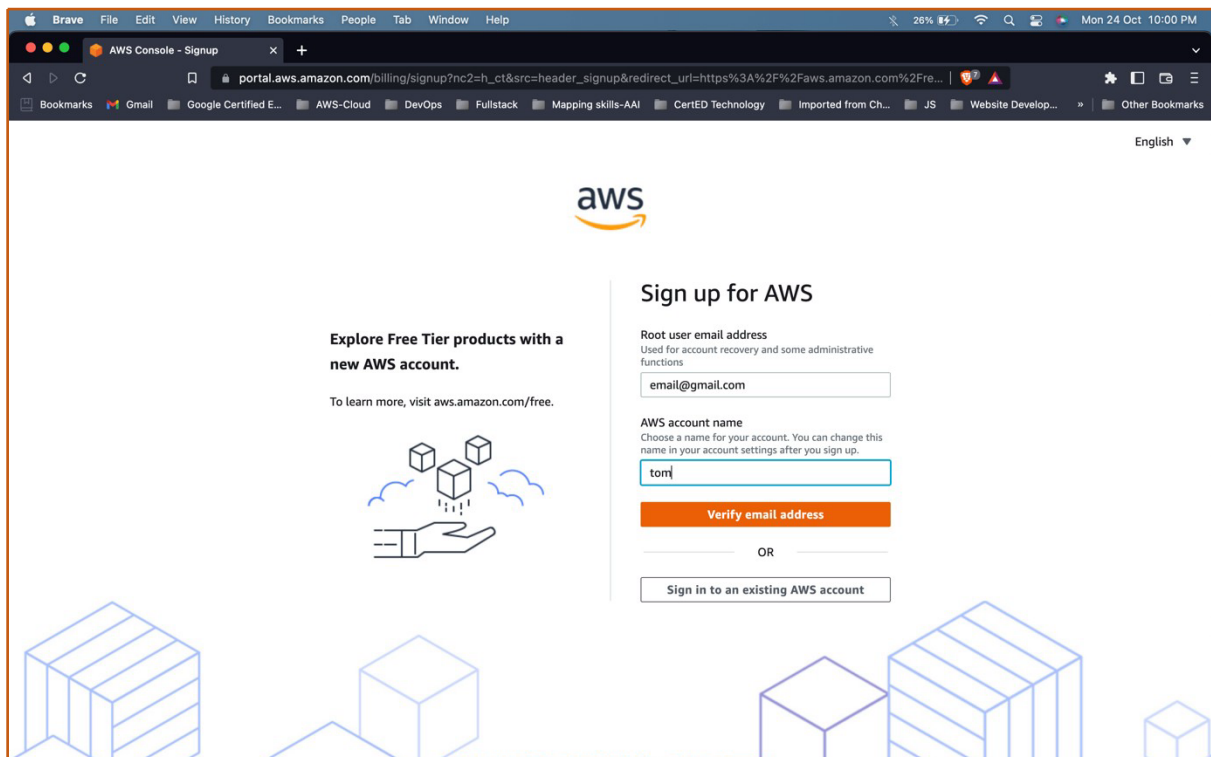 Brave File Edit View History Bookmarks People Tab Window Help 26% Mon 24 Oct 10:00 PM
AWS Console - Signup
portal.aws.amazon.com/billing/signup?nc2=h_ct&src=header_signup&redirect_url=https%3A%2F%2Faws.amazon.com%2Fre...
Bookmarks Gmail Google Certified E... AWS-Cloud DevOps Fullstack Mapping skills-AAI CertED Technology Imported from Ch... JS Website Develop... » Other Bookmarks
English
aws
Explore Free Tier products with a
new AWS account.
To learn more, visit aws.amazon.com/free.
Sign up for AWS
Root user email address
Used for account recovery and some administrative
functions
email@gmail.com
AWS account name
Choose a name for your account. You can change this
name in your account settings after you sign up.
tom
Verify email address
OR
Sign in to an existing AWS account